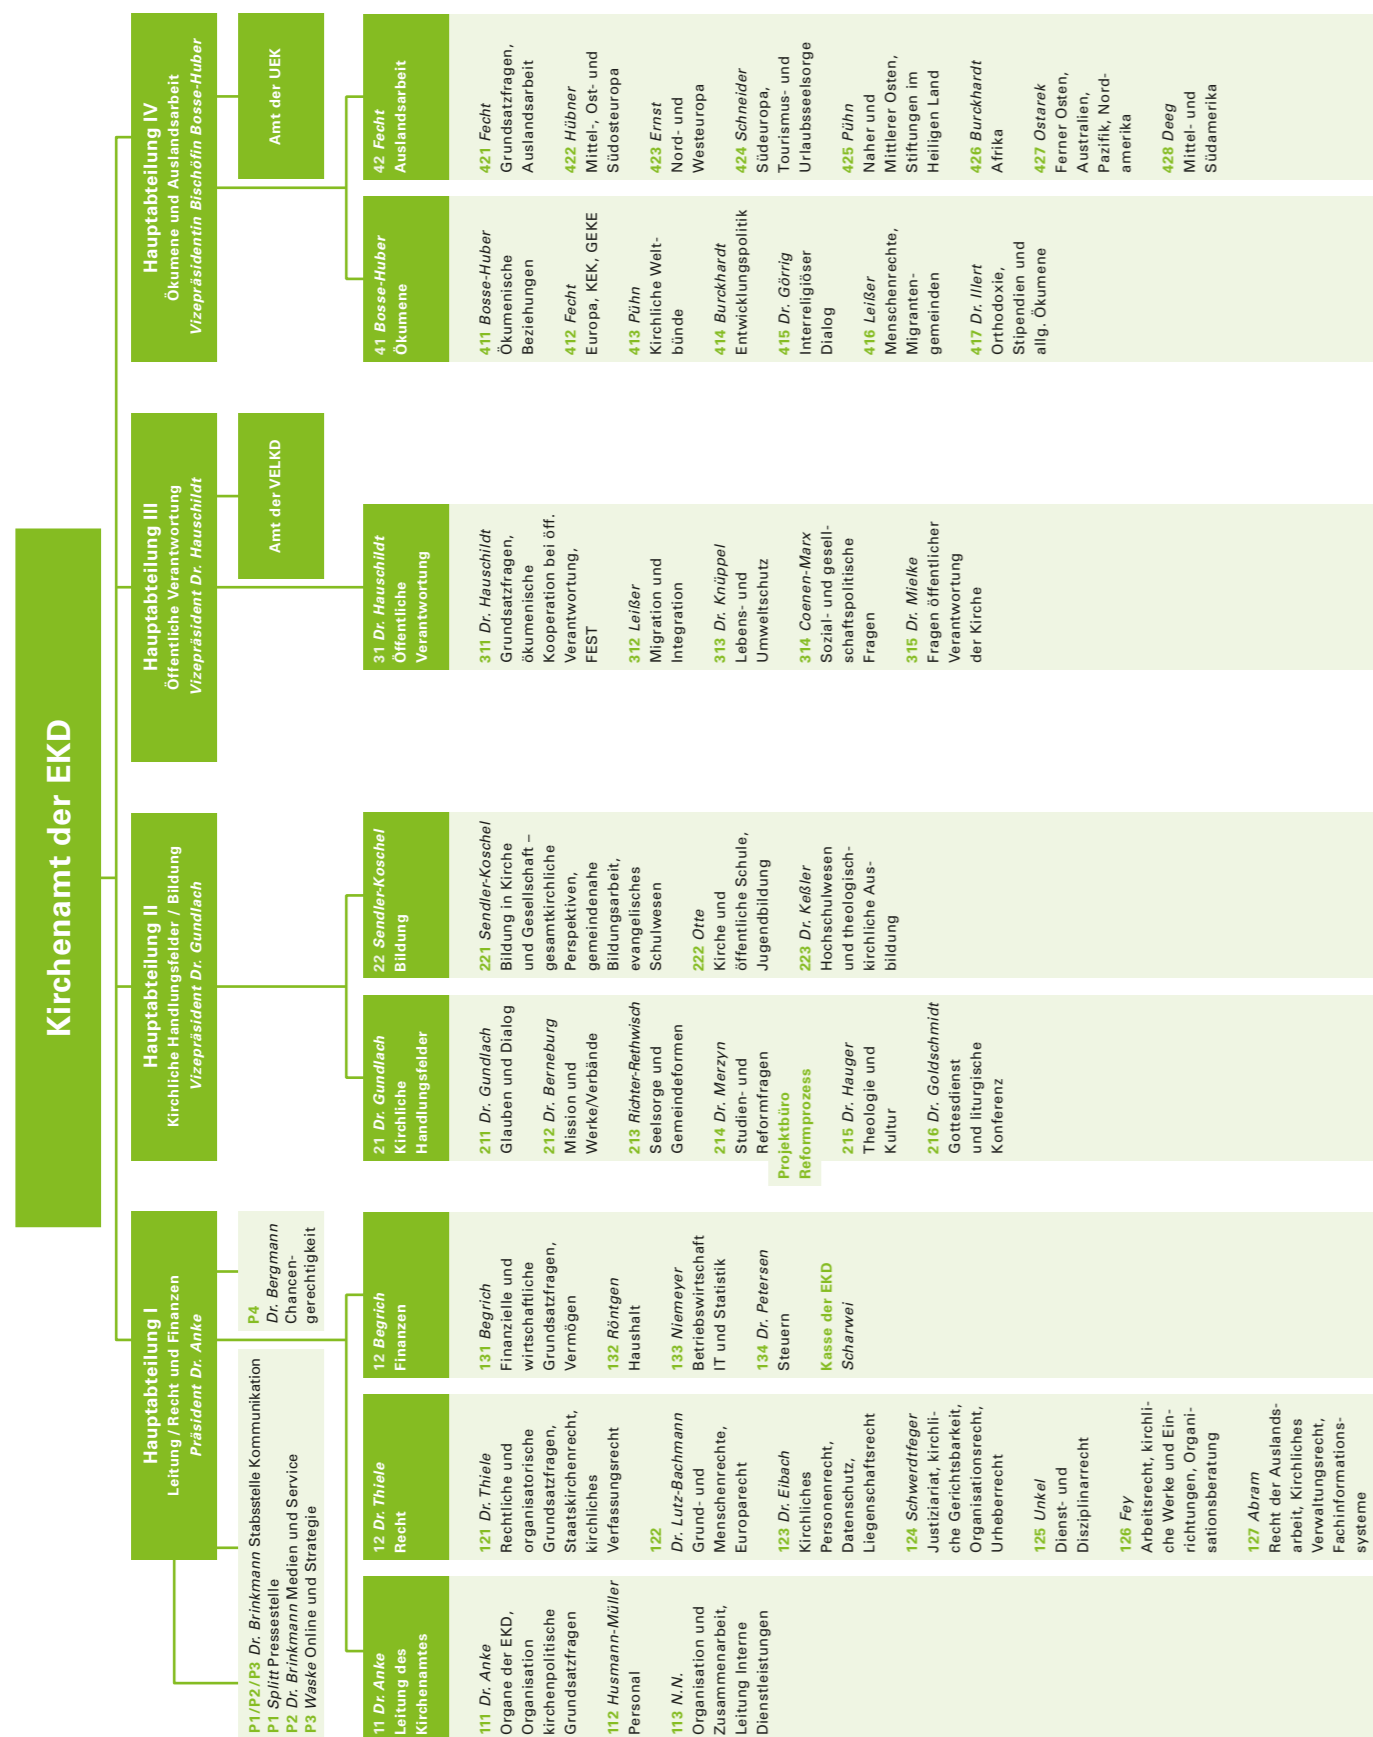 Kirchenamt der EKD
Hauptabteilung I
Leitung / Recht und Finanzen
Präsident Dr. Anke
P1/P2/P3 Dr. Brinkmann Stabsstelle Kommunikation
P1 Splitt Pressestelle
P2 Dr. Brinkmann Medien und Service
P3 Waske Online und Strategie
P4
Dr. Bergmann
Chancen-
gerechtigkeit
11 Dr. Anke
Leitung des
Kirchenamtes
111 Dr. Anke
Organe der EKD,
Organisation
kirchenpolitische
Grundsatzfragen
112 Husmann-Müller
Personal
113 N.N.
Organisation und
Zusammenarbeit,
Leitung Interne
Dienstleistungen
12 Dr. Thiele
Recht
121 Dr. Thiele
Rechtliche und
organisatorische
Grundsatzfragen,
Staatskirchenrecht,
kirchliches
Verfassungsrecht
122
Dr. Lutz-Bachmann
Grund- und
Menschenrechte,
Europarecht
123 Dr. Eibach
Kirchliches
Personenrecht,
Datenschutz,
Liegenschaftsrecht
124 Schwerdtfeger
Justiziariat, kirchli-
che Gerichtsbarkeit,
Organisationsrecht,
Urheberrecht
125 Unkel
Dienst- und
Disziplinarrecht
126 Fey
Arbeitsrecht, kirchli-
che Werke und Ein-
richtungen, Organi-
sationsberatung
127 Abram
Recht der Auslands-
arbeit, Kirchliches
Verwaltungsrecht,
Fachinformations-
systeme
12 Begrich
Finanzen
131 Begrich
Finanzielle und
wirtschaftliche
Grundsatzfragen,
Vermögen
132 Röntgen
Haushalt
133 Niemeyer
Betriebswirtschaft
IT und Statistik
134 Dr. Petersen
Steuern
Kasse der EKD
Scharwei
Hauptabteilung II
Kirchliche Handlungsfelder / Bildung
Vizepräsident Dr. Gundlach
21 Dr. Gundlach
Kirchliche
Handlungsfelder
211 Dr. Gundlach
Glauben und Dialog
212 Dr. Berneburg
Mission und
Werke/Verbände
213 Richter-Rethwisch
Seelsorge und
Gemeindeformen
214 Dr. Merzyn
Studien- und
Reformfragen
Projektbüro
Reformprozess
215 Dr. Hauger
Theologie und
Kultur
216 Dr. Goldschmidt
Gottesdienst
und liturgische
Konferenz
22 Sendler-Koschel
Bildung
221 Sendler-Koschel
Bildung in Kirche
und Gesellschaft –
gesamtkirchliche
Perspektiven,
gemeindenahe
Bildungsarbeit,
evangelisches
Schulwesen
222 Otte
Kirche und
öffentliche Schule,
Jugendbildung
223 Dr. Keßler
Hochschulwesen
und theologisch-
kirchliche Aus-
bildung
Hauptabteilung III
Öffentliche Verantwortung
Vizepräsident Dr. Hauschildt
Amt der VELKD
31 Dr. Hauschildt
Öffentliche
Verantwortung
311 Dr. Hauschildt
Grundsatzfragen,
ökumenische
Kooperation bei öff.
Verantwortung,
FEST
312 Leißer
Migration und
Integration
313 Dr. Knüppel
Lebens- und
Umweltschutz
314 Coenen-Marx
Sozial- und gesell-
schaftspolitische
Fragen
315 Dr. Mielke
Fragen öffentlicher
Verantwortung
der Kirche
Hauptabteilung IV
Ökumene und Auslandsarbeit
Vizepräsidentin Bischöfin Bosse-Huber
Amt der UEK
41 Bosse-Huber
Ökumene
411 Bosse-Huber
Ökumenische
Beziehungen
412 Fecht
Europa, KEK, GEKE
413 Pühn
Kirchliche Welt-
bünde
414 Burckhardt
Entwicklungspolitik
415 Dr. Görrig
Interreligiöser
Dialog
416 Leißer
Menschenrechte,
Migranten-
gemeinden
417 Dr. Illert
Orthodoxie,
Stipendien und
allg. Ökumene
42 Fecht
Auslandsarbeit
421 Fecht
Grundsatzfragen,
Auslandsarbeit
422 Hübner
Mittel-, Ost- und
Südosteuropa
423 Ernst
Nord- und
Westeuropa
424 Schneider
Südeuropa,
Tourismus- und
Urlaubsseelsorge
425 Pühn
Naher und
Mittlerer Osten,
Stiftungen im
Heiligen Land
426 Burckhardt
Afrika
427 Ostarek
Ferner Osten,
Australien,
Pazifik, Nord-
amerika
428 Deeg
Mittel- und
Südamerika